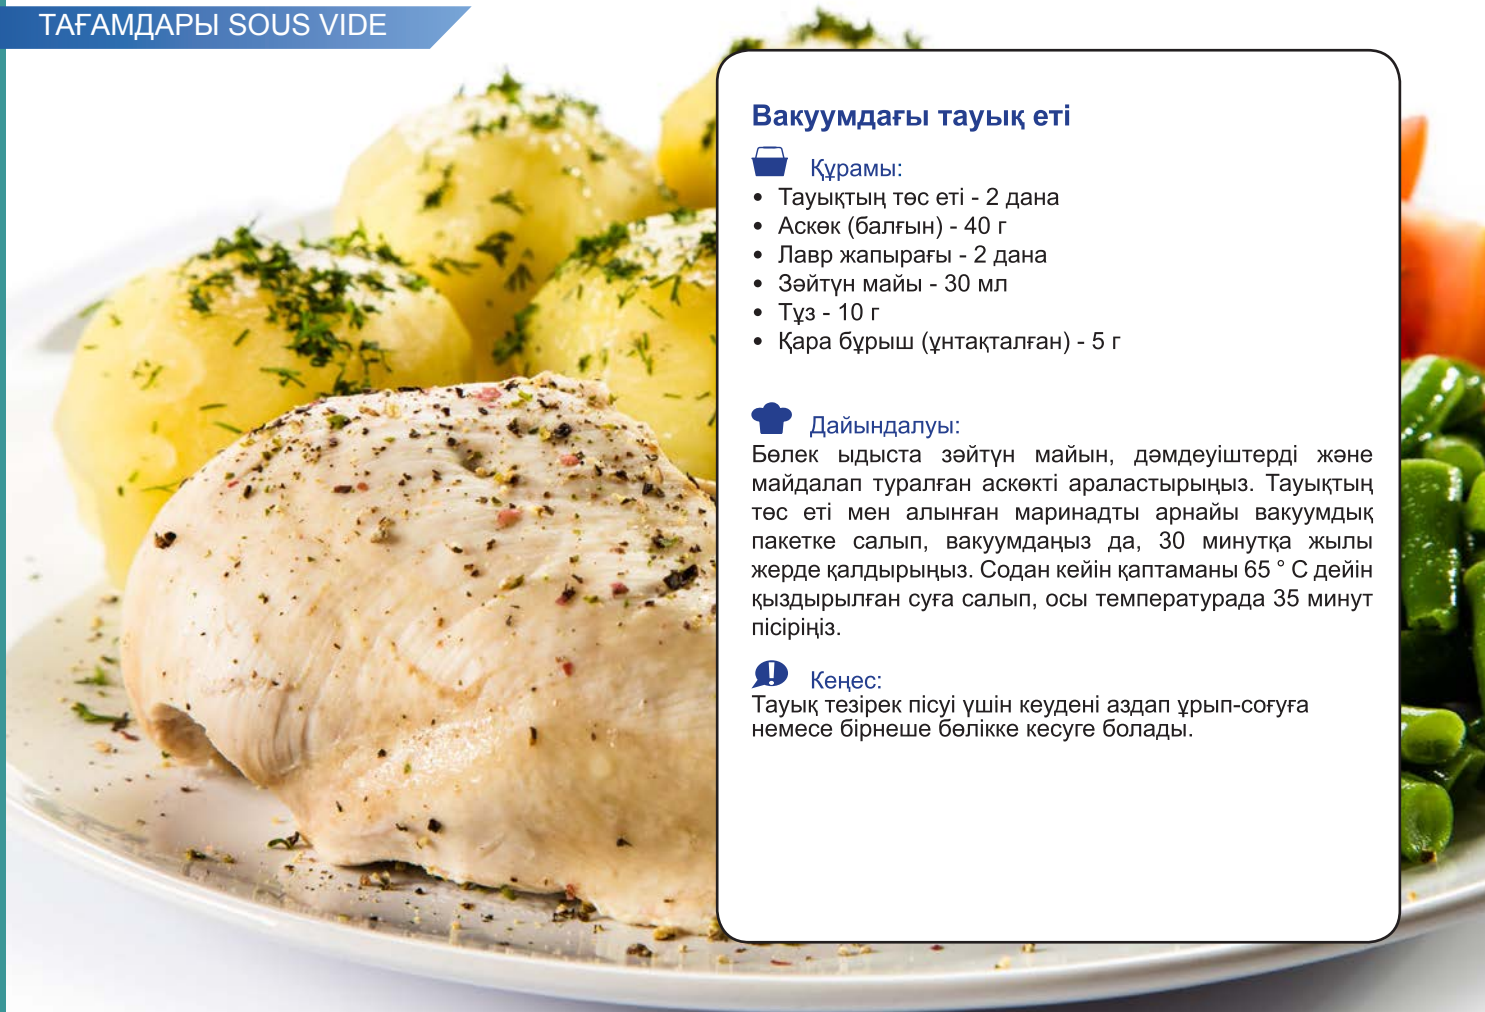 ТАҒАМДАРЫ SOUS VIDE
Вакуумдағы тауық еті
Құрамы:
• Тауықтың төс еті - 2 дана
• Аскөк (балғын) - 40 г
• Лавр жапырағы - 2 дана
• Зәйтүн майы - 30 мл
• Тұз - 10 г
• Қара бұрыш (ұнтақталған) - 5 г
Дайындалуы:
Бөлек ыдыста зәйтүн майын, дәмдеуіштерді және
майдалап туралған аскөкті араластырыңыз. Тауықтың
төс еті мен алынған маринадты арнайы вакуумдық
пакетке салып, вакуумдаңыз да, 30 минутқа жылы
жерде қалдырыңыз. Содан кейін қаптаманы 65 ° С дейін
қыздырылған суға салып, осы температурада 35 минут
пісіріңіз.
Кеңес:
Тауық тезірек пісуі үшін кеудені аздап ұрып-соғуға
немесе бірнеше бөлікке кесуге болады.